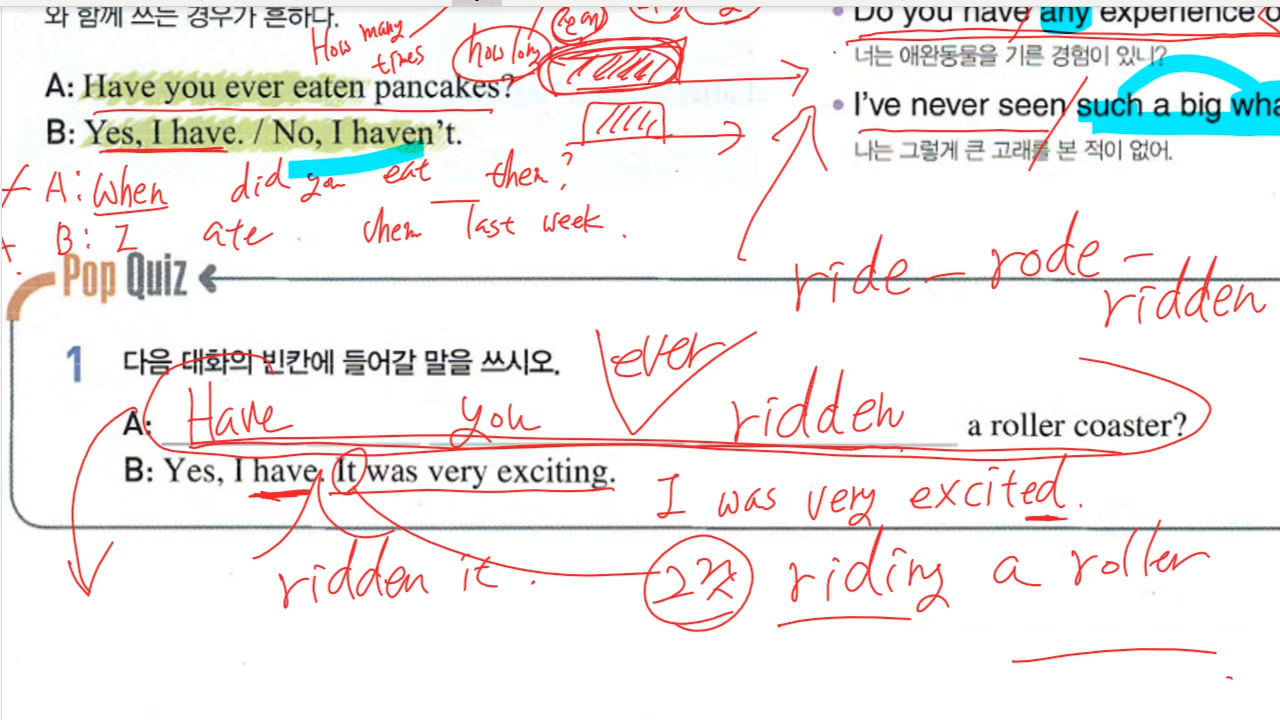 와 함께 쓰는 경우가 흔하다.
How many times
how long
A: Have you ever eaten pancakes?
B: Yes, I have. / No, I haven't.
A: When did you eat them?
B: I ate them last week.
Do you have any experience
너는 애완동물을 기른 경험이 있니?
I've never seen such a big wha
나는 그렇게 큰 고래를 본 적이 없어.
ride - rode - ridden
Pop Quiz
1 다음 대화의 빈칸에 들어갈 말을 쓰시오.
ever
A: Have you ridden a roller coaster?
B: Yes, I have. It was very exciting.
I was very excited.
ridden it.
riding a roller